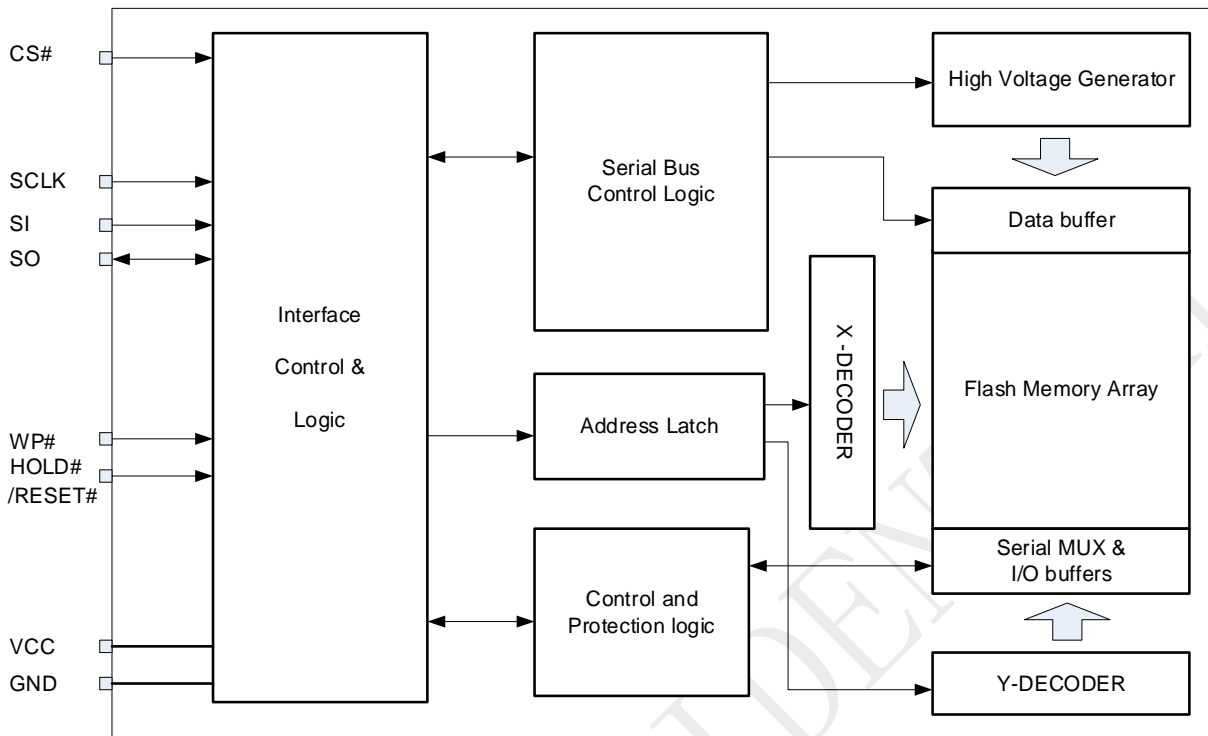 CS#
SCLK
SI
SO
WP#
HOLD#
/RESET#
VCC
GND
Interface
Control &
Logic
Serial Bus
Control Logic
Address Latch
Control and
Protection logic
X-DECODER
High Voltage Generator
Data buffer
Flash Memory Array
Serial MUX &
I/O buffers
Y-DECODER